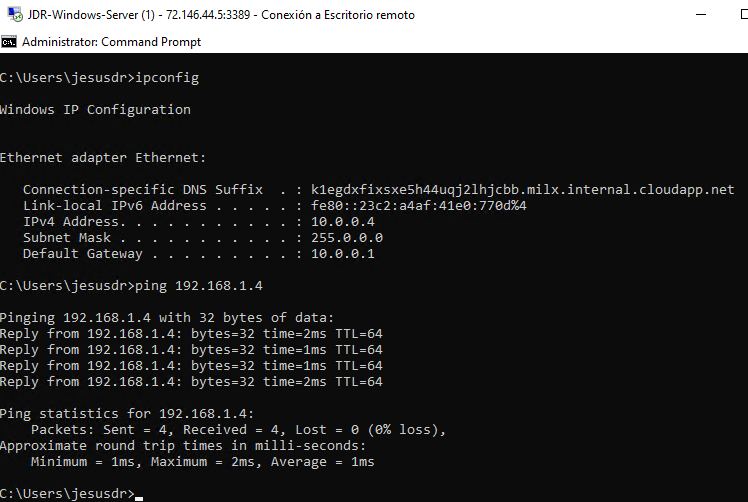 JDR-Windows-Server (1) - 72.146.44.5:3389 - Conexión a Escritorio remoto
Administrator: Command Prompt
C:\Users\jesusdr>ipconfig
Windows IP Configuration
Ethernet adapter Ethernet:
Connection-specific DNS Suffix . : k1egdxfixsxe5h44uqj2lhjcbb.milx.internal.cloudapp.net
Link-local IPv6 Address . . . . . : fe80::23c2:a4af:41e0:770d%4
IPv4 Address. . . . . . . . . . . : 10.0.0.4
Subnet Mask . . . . . . . . . . . : 255.0.0.0
Default Gateway . . . . . . . . . : 10.0.0.1
C:\Users\jesusdr>ping 192.168.1.4
Pinging 192.168.1.4 with 32 bytes of data:
Reply from 192.168.1.4: bytes=32 time=2ms TTL=64
Reply from 192.168.1.4: bytes=32 time=1ms TTL=64
Reply from 192.168.1.4: bytes=32 time=1ms TTL=64
Reply from 192.168.1.4: bytes=32 time=2ms TTL=64
Ping statistics for 192.168.1.4:
Packets: Sent = 4, Received = 4, Lost = 0 (0% loss),
Approximate round trip times in milli-seconds:
Minimum = 1ms, Maximum = 2ms, Average = 1ms
C:\Users\jesusdr>